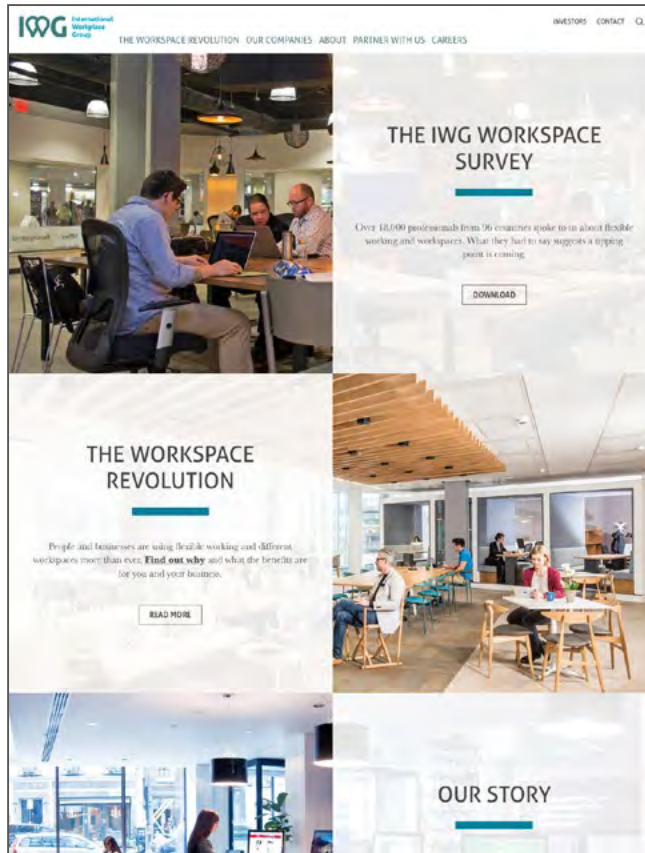 IWG International
Workplace
Group
INVESTORS CONTACT
THE WORKSPACE REVOLUTION OUR COMPANIES ABOUT PARTNER WITH US CAREERS
THE IWG WORKSPACE
SURVEY
Over 18,000 professionals from 96 countries spoke to us about flexible
working and workspaces. What they had to say suggests a tipping
point is coming.
DOWNLOAD
THE WORKSPACE
REVOLUTION
People and businesses are using flexible working and different
workspaces more than ever. Find out why and what the benefits are
for you and your business.
READ MORE
OUR STORY